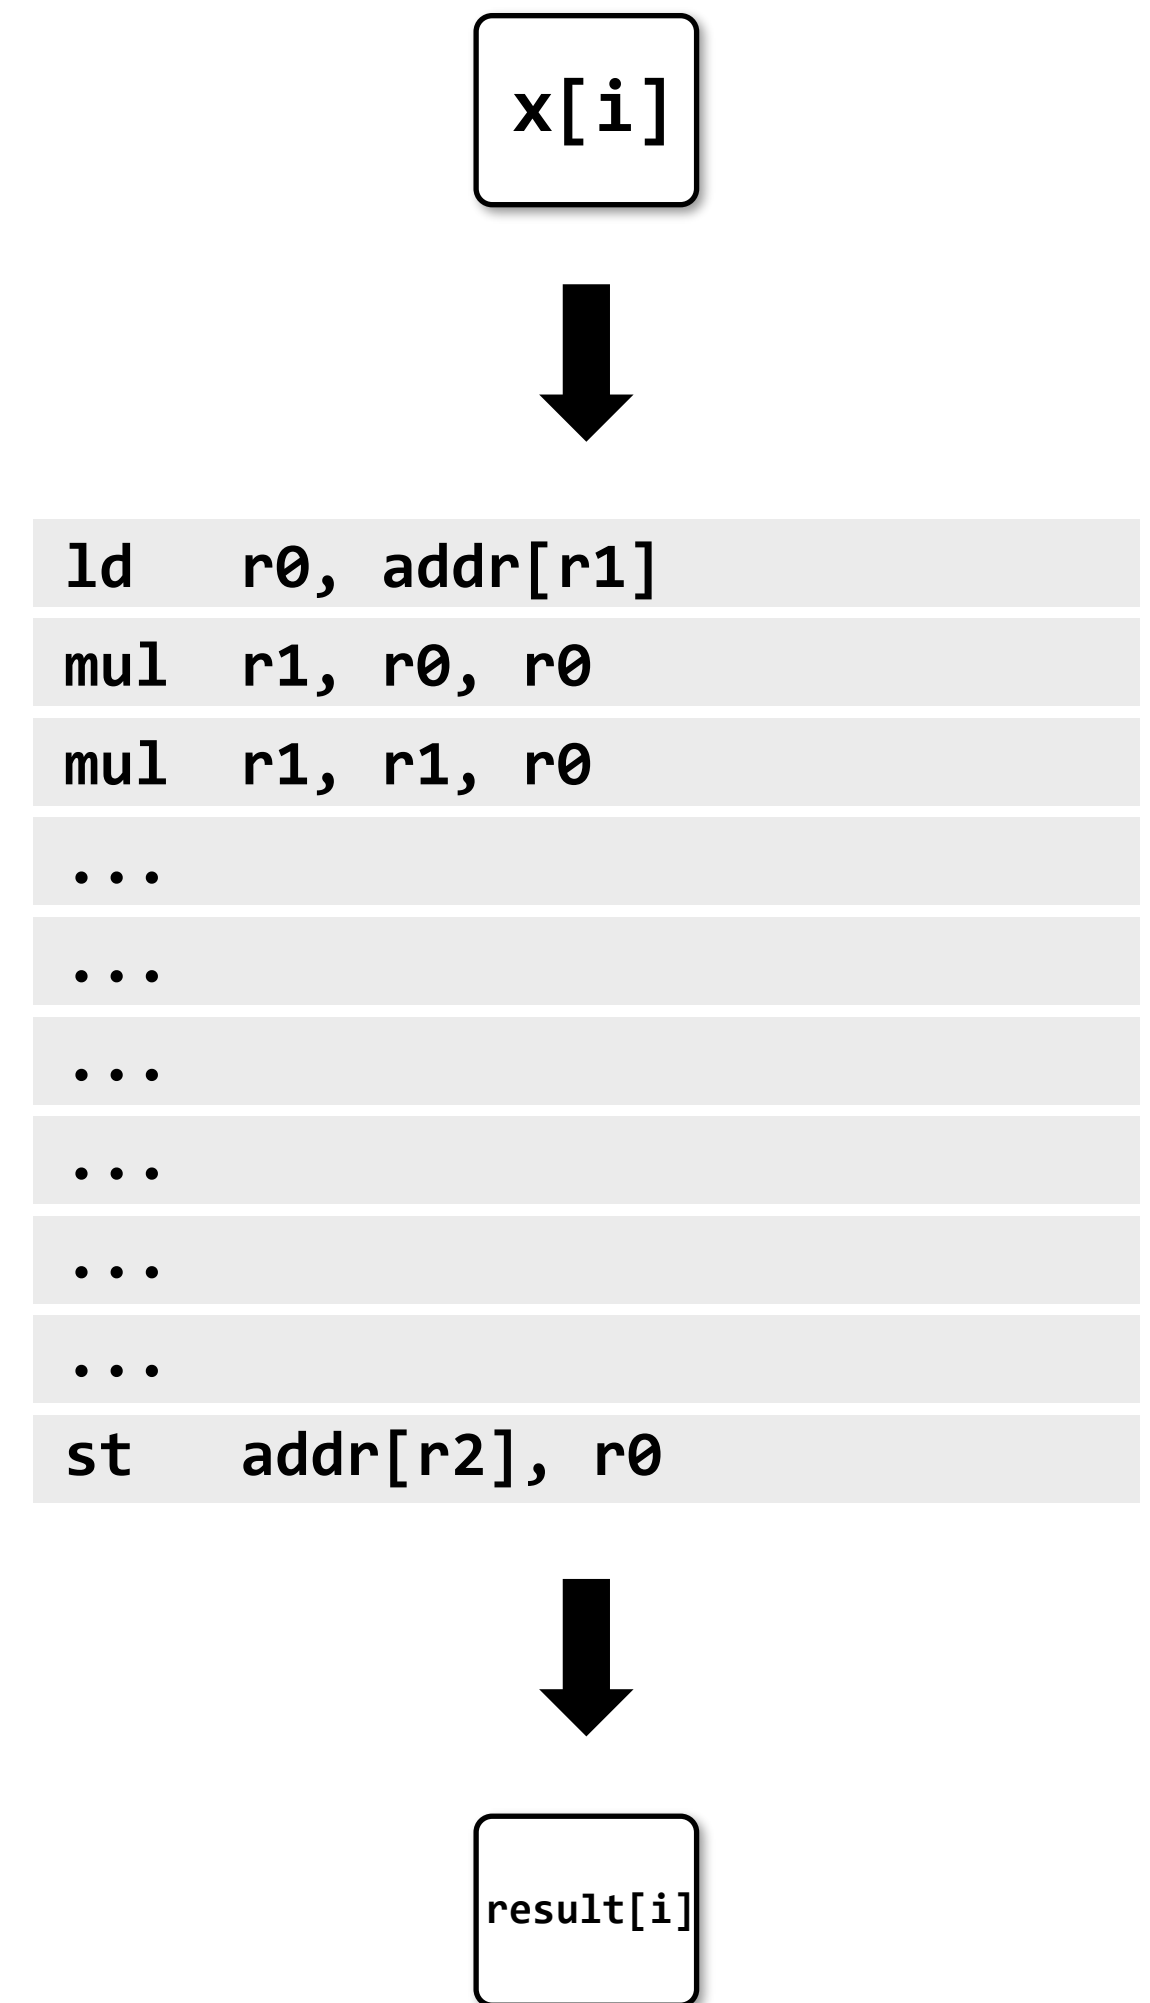 x[i]
ld   r0, addr[r1]
mul  r1, r0, r0
mul  r1, r1, r0
...
...
...
...
...
...
st   addr[r2], r0
result[i]